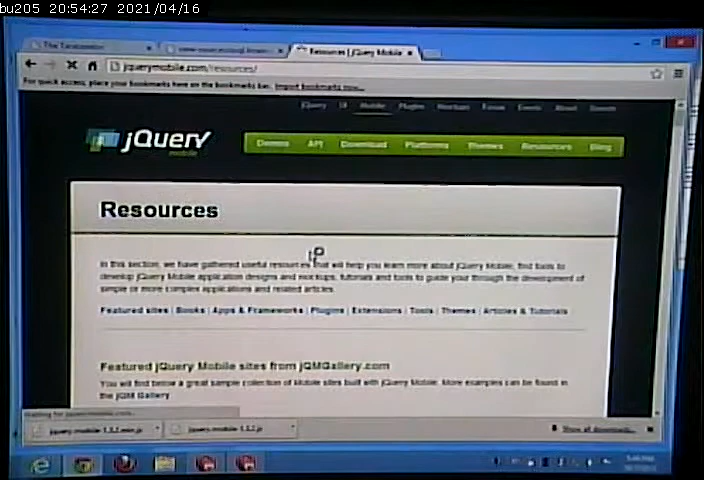 bu205 20:54:27 2021/04/16
The Taratometer
Resources | jQuery Mobile
jquerymobile.com/resources/
For quick access, place your bookmarks here on the bookmarks bar. Import bookmarks now...
jQuery UI Mobile Plugins Meetups Forum Events About Donate
jQuery mobile
Demos API Download Platforms Themes Resources Blog
Resources
In this section, we have gathered useful resources that will help you learn more about jQuery Mobile, find tools to
develop jQuery Mobile application designs and mockups, tutorials and tools to guide you through the development of
simple or more complex applications and related articles.
Featured sites | Books | Apps & Frameworks | Plugins | Extensions | Tools | Themes | Articles & Tutorials
Featured jQuery Mobile sites from jQMGallery.com
You will find below a great sample collection of Mobile sites built with jQuery Mobile. More examples can be found in
the jQM Gallery
Waiting for jquerymobile.com...
jquery.mobile-1.3.2.min.js
jquery.mobile-1.3.2.js
Show all downloads...